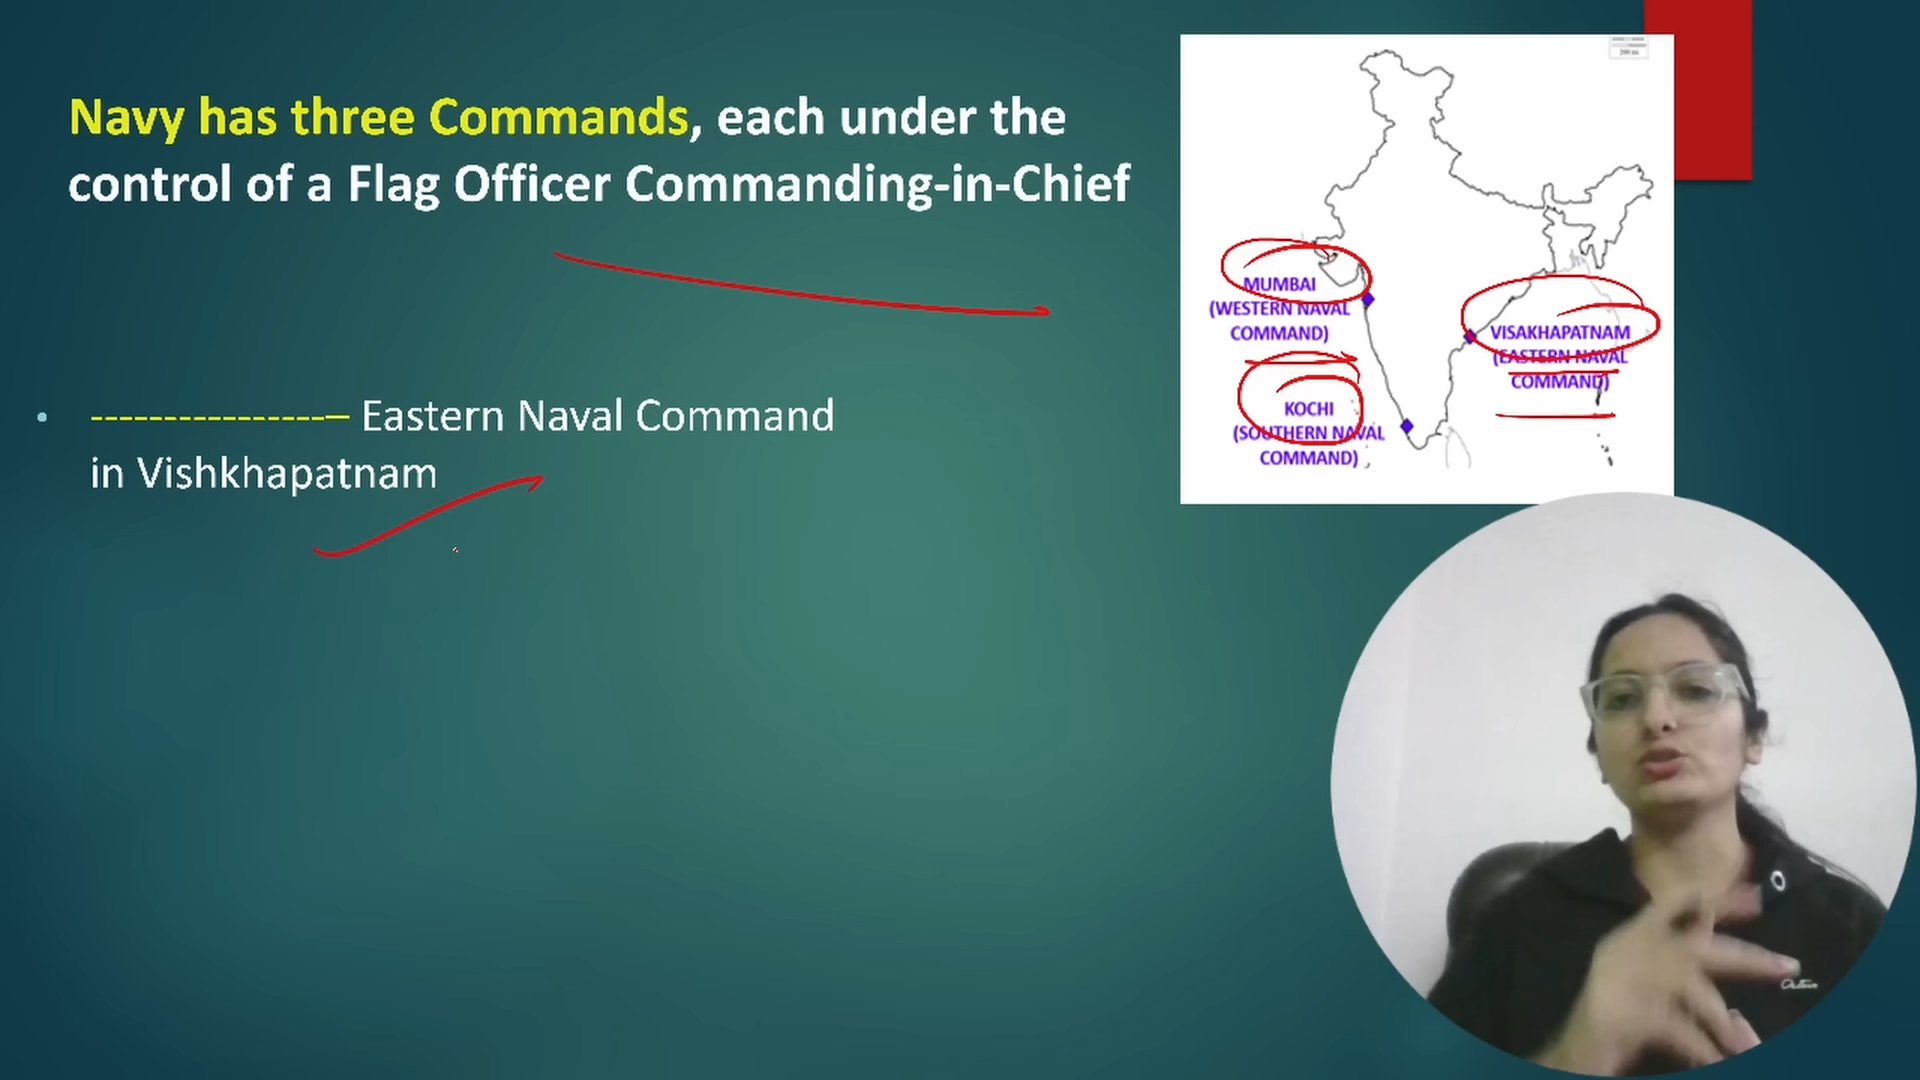 Navy has three Commands, each under the
control of a Flag Officer Commanding-in-Chief
----------------– Eastern Naval Command
in Vishkhapatnam
MUMBAI
(WESTERN NAVAL
COMMAND)
KOCHI
(SOUTHERN NAVAL
COMMAND)
VISAKHAPATNAM
(EASTERN NAVAL
COMMAND)